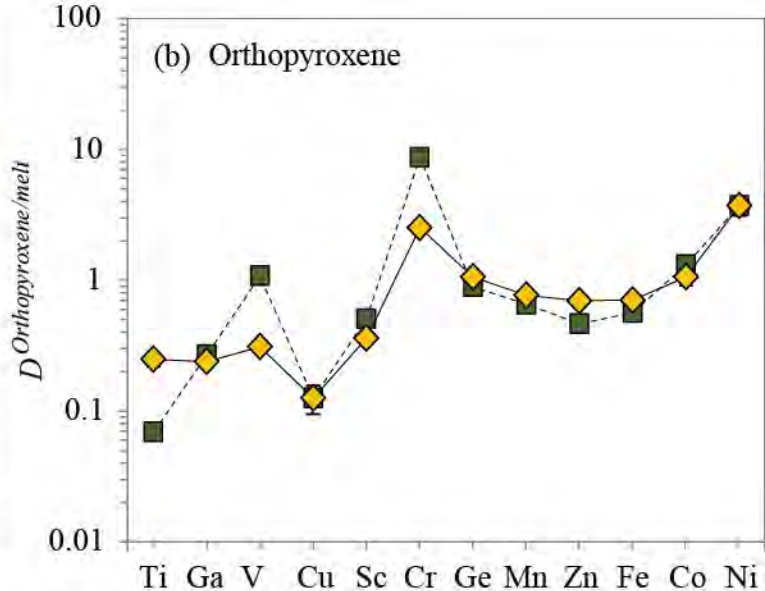 100
(b) Orthopyroxene
10
1
0.1
0.01
D^Orthopyroxene/melt
Ti Ga V Cu Sc Cr Ge Mn Zn Fe Co Ni